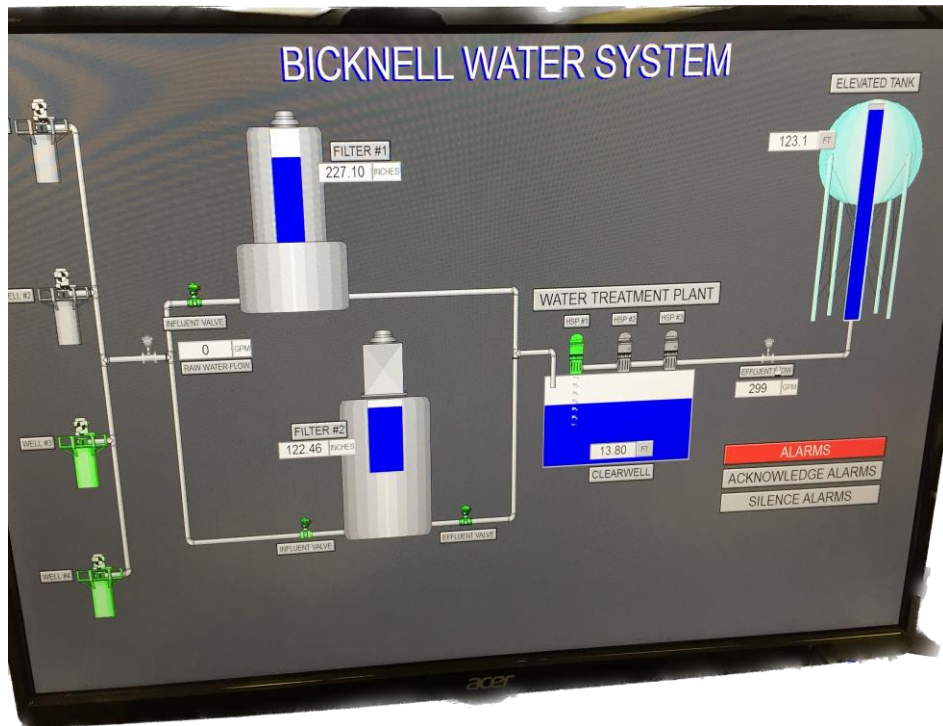 BICKNELL WATER SYSTEM
ELEVATED TANK
123.1 FT
FILTER #1
227.10 INCHES
ELL #2
INFLUENT VALVE
0 GPM
RAW WATER FLOW
WATER TREATMENT PLANT
HSP #1
HSP #2
HSP #3
EFFLUENT FLOW
299 GPM
FILTER #2
122.46 INCHES
WELL #3
13.80 FT
CLEARWELL
ALARMS
ACKNOWLEDGE ALARMS
SILENCE ALARMS
INFLUENT VALVE
EFFLUENT VALVE
WELL #4
acer